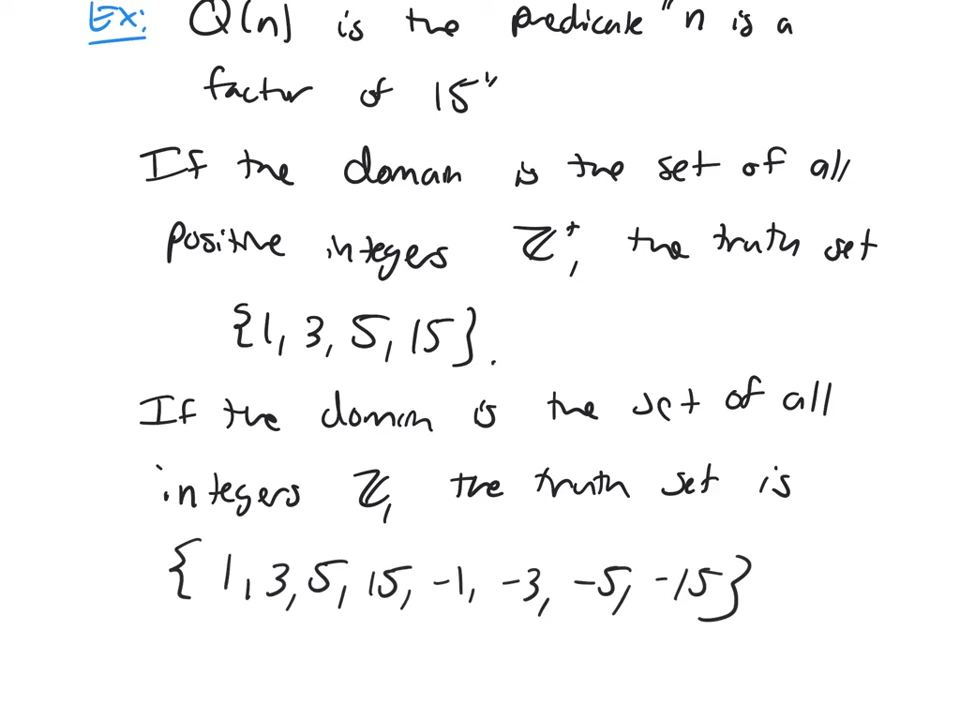 Ex: Q(n) is the predicate "n is a
factor of 15"
If the domain is the set of all
positive integers ℤ⁺, the truth set
{1, 3, 5, 15}.
If the domain is the set of all
integers ℤ, the truth set is
{1, 3, 5, 15, -1, -3, -5, -15}